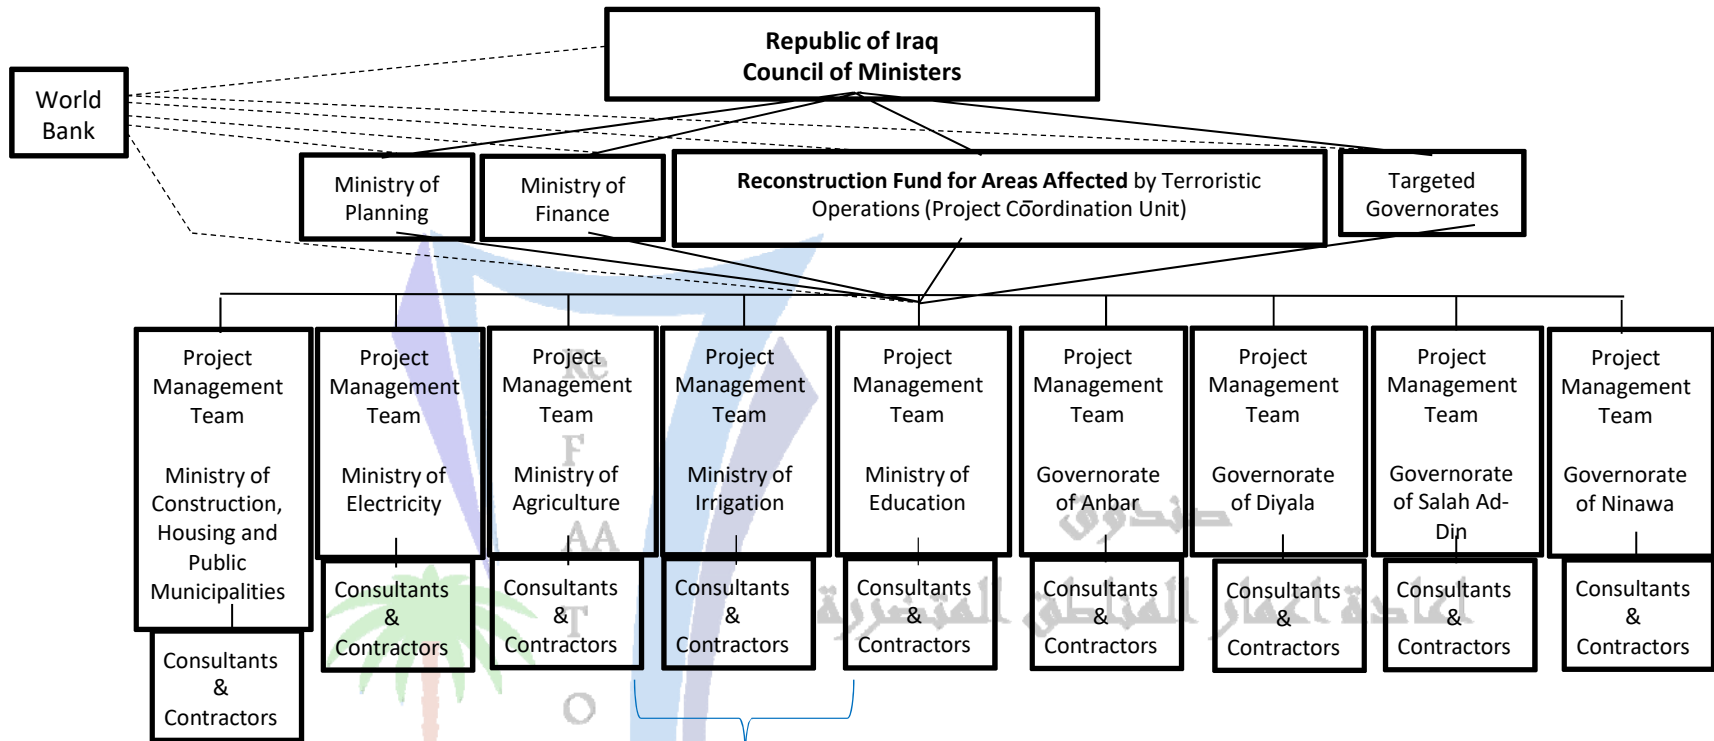 Republic of Iraq
Council of Ministers
World
Bank
Ministry of
Planning
Ministry of
Finance
Reconstruction Fund for Areas Affected by Terroristic
Operations (Project Coordination Unit)
Targeted
Governorates
Project
Management
Team
Ministry of
Construction,
Housing and
Public
Municipalities
Project
Management
Team
Ministry of
Electricity
Project
Management
Team
Ministry of
Agriculture
Project
Management
Team
Ministry of
Irrigation
Project
Management
Team
Ministry of
Education
Project
Management
Team
Governorate
of Anbar
Project
Management
Team
Governorate
of Diyala
Project
Management
Team
Governorate
of Salah Ad-
Din
Project
Management
Team
Governorate
of Ninawa
Consultants
&
Contractors
Consultants
&
Contractors
Consultants
&
Contractors
Consultants
&
Contractors
Consultants
&
Contractors
Consultants
&
Contractors
Consultants
&
Contractors
Consultants
&
Contractors
Consultants
&
Contractors
Re
F
AA
T
O
صندوق
اعادة اعمار المناطق المتضررة